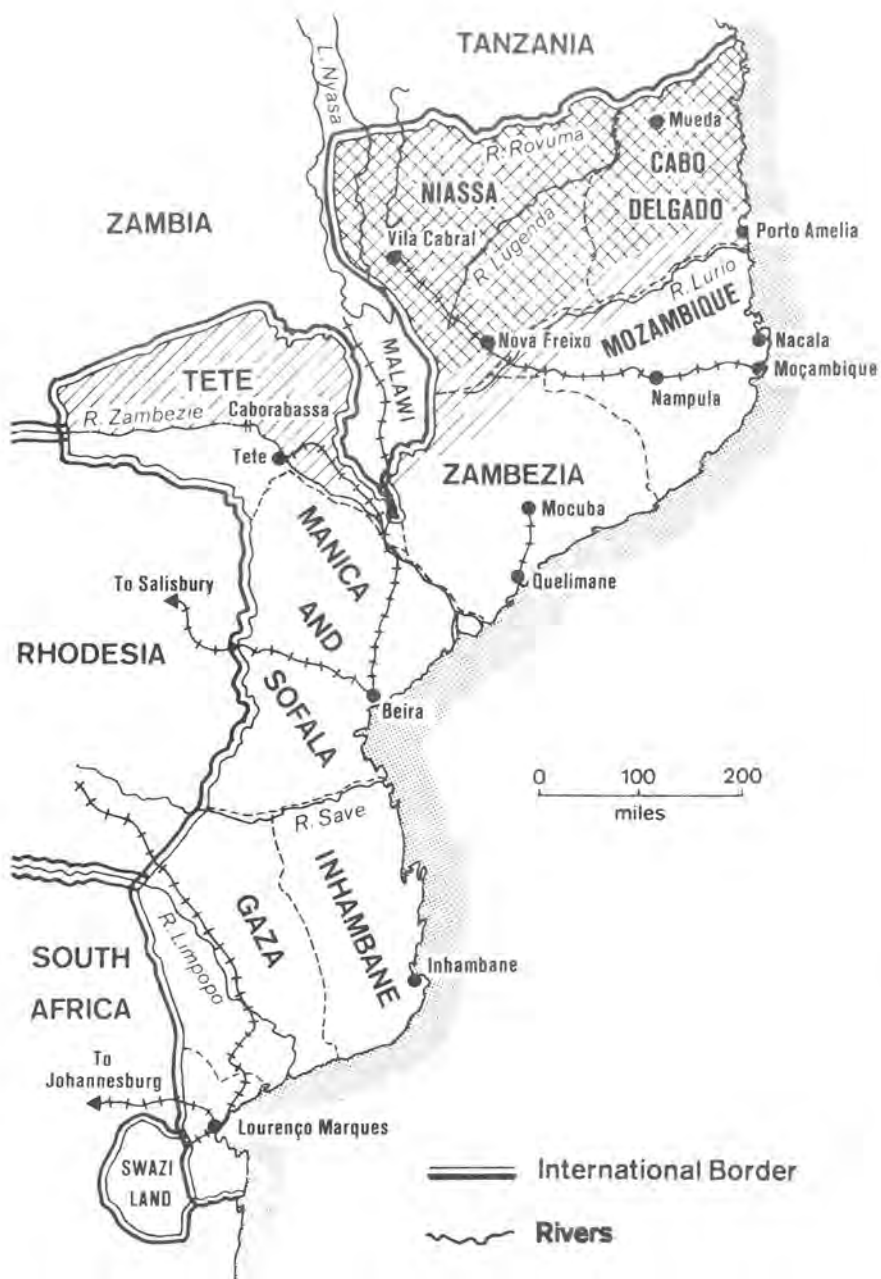 TANZANIA
L. Nyasa
Mueda
R. Rovuma
CABO
DELGADO
NIASSA
ZAMBIA
Vila Cabral
R. Lugenda
Porto Amelia
R. Lurio
MOZAMBIQUE
Nova Freixo
Nacala
Moçambique
Nampula
MALAWI
TETE
R. Zambezie
Caborabassa
Tete
ZAMBEZIA
Mocuba
MANICA
AND
SOFALA
Quelimane
To Salisbury
RHODESIA
Beira
0 100 200
miles
R. Save
INHAMBANE
GAZA
R. Limpopo
Inhambane
SOUTH
AFRICA
To
Johannesburg
Lourenço Marques
SWAZI
LAND
International Border
Rivers